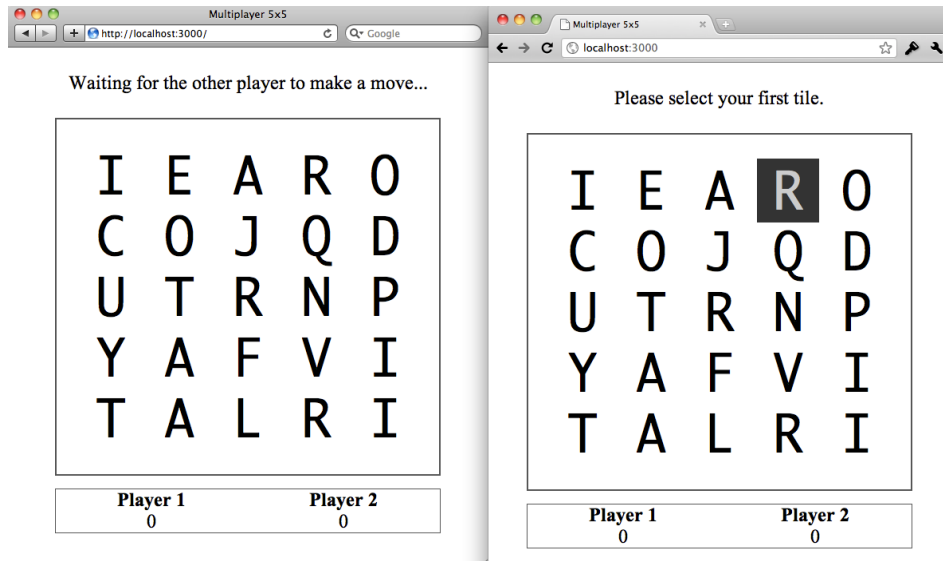 Multiplayer 5x5
http://localhost:3000/
Google
Waiting for the other player to make a move...
I E A R O
C O J Q D
U T R N P
Y A F V I
T A L R I
Player 1 Player 2
0 0
Multiplayer 5x5
localhost:3000
Please select your first tile.
I E A R O
C O J Q D
U T R N P
Y A F V I
T A L R I
Player 1 Player 2
0 0